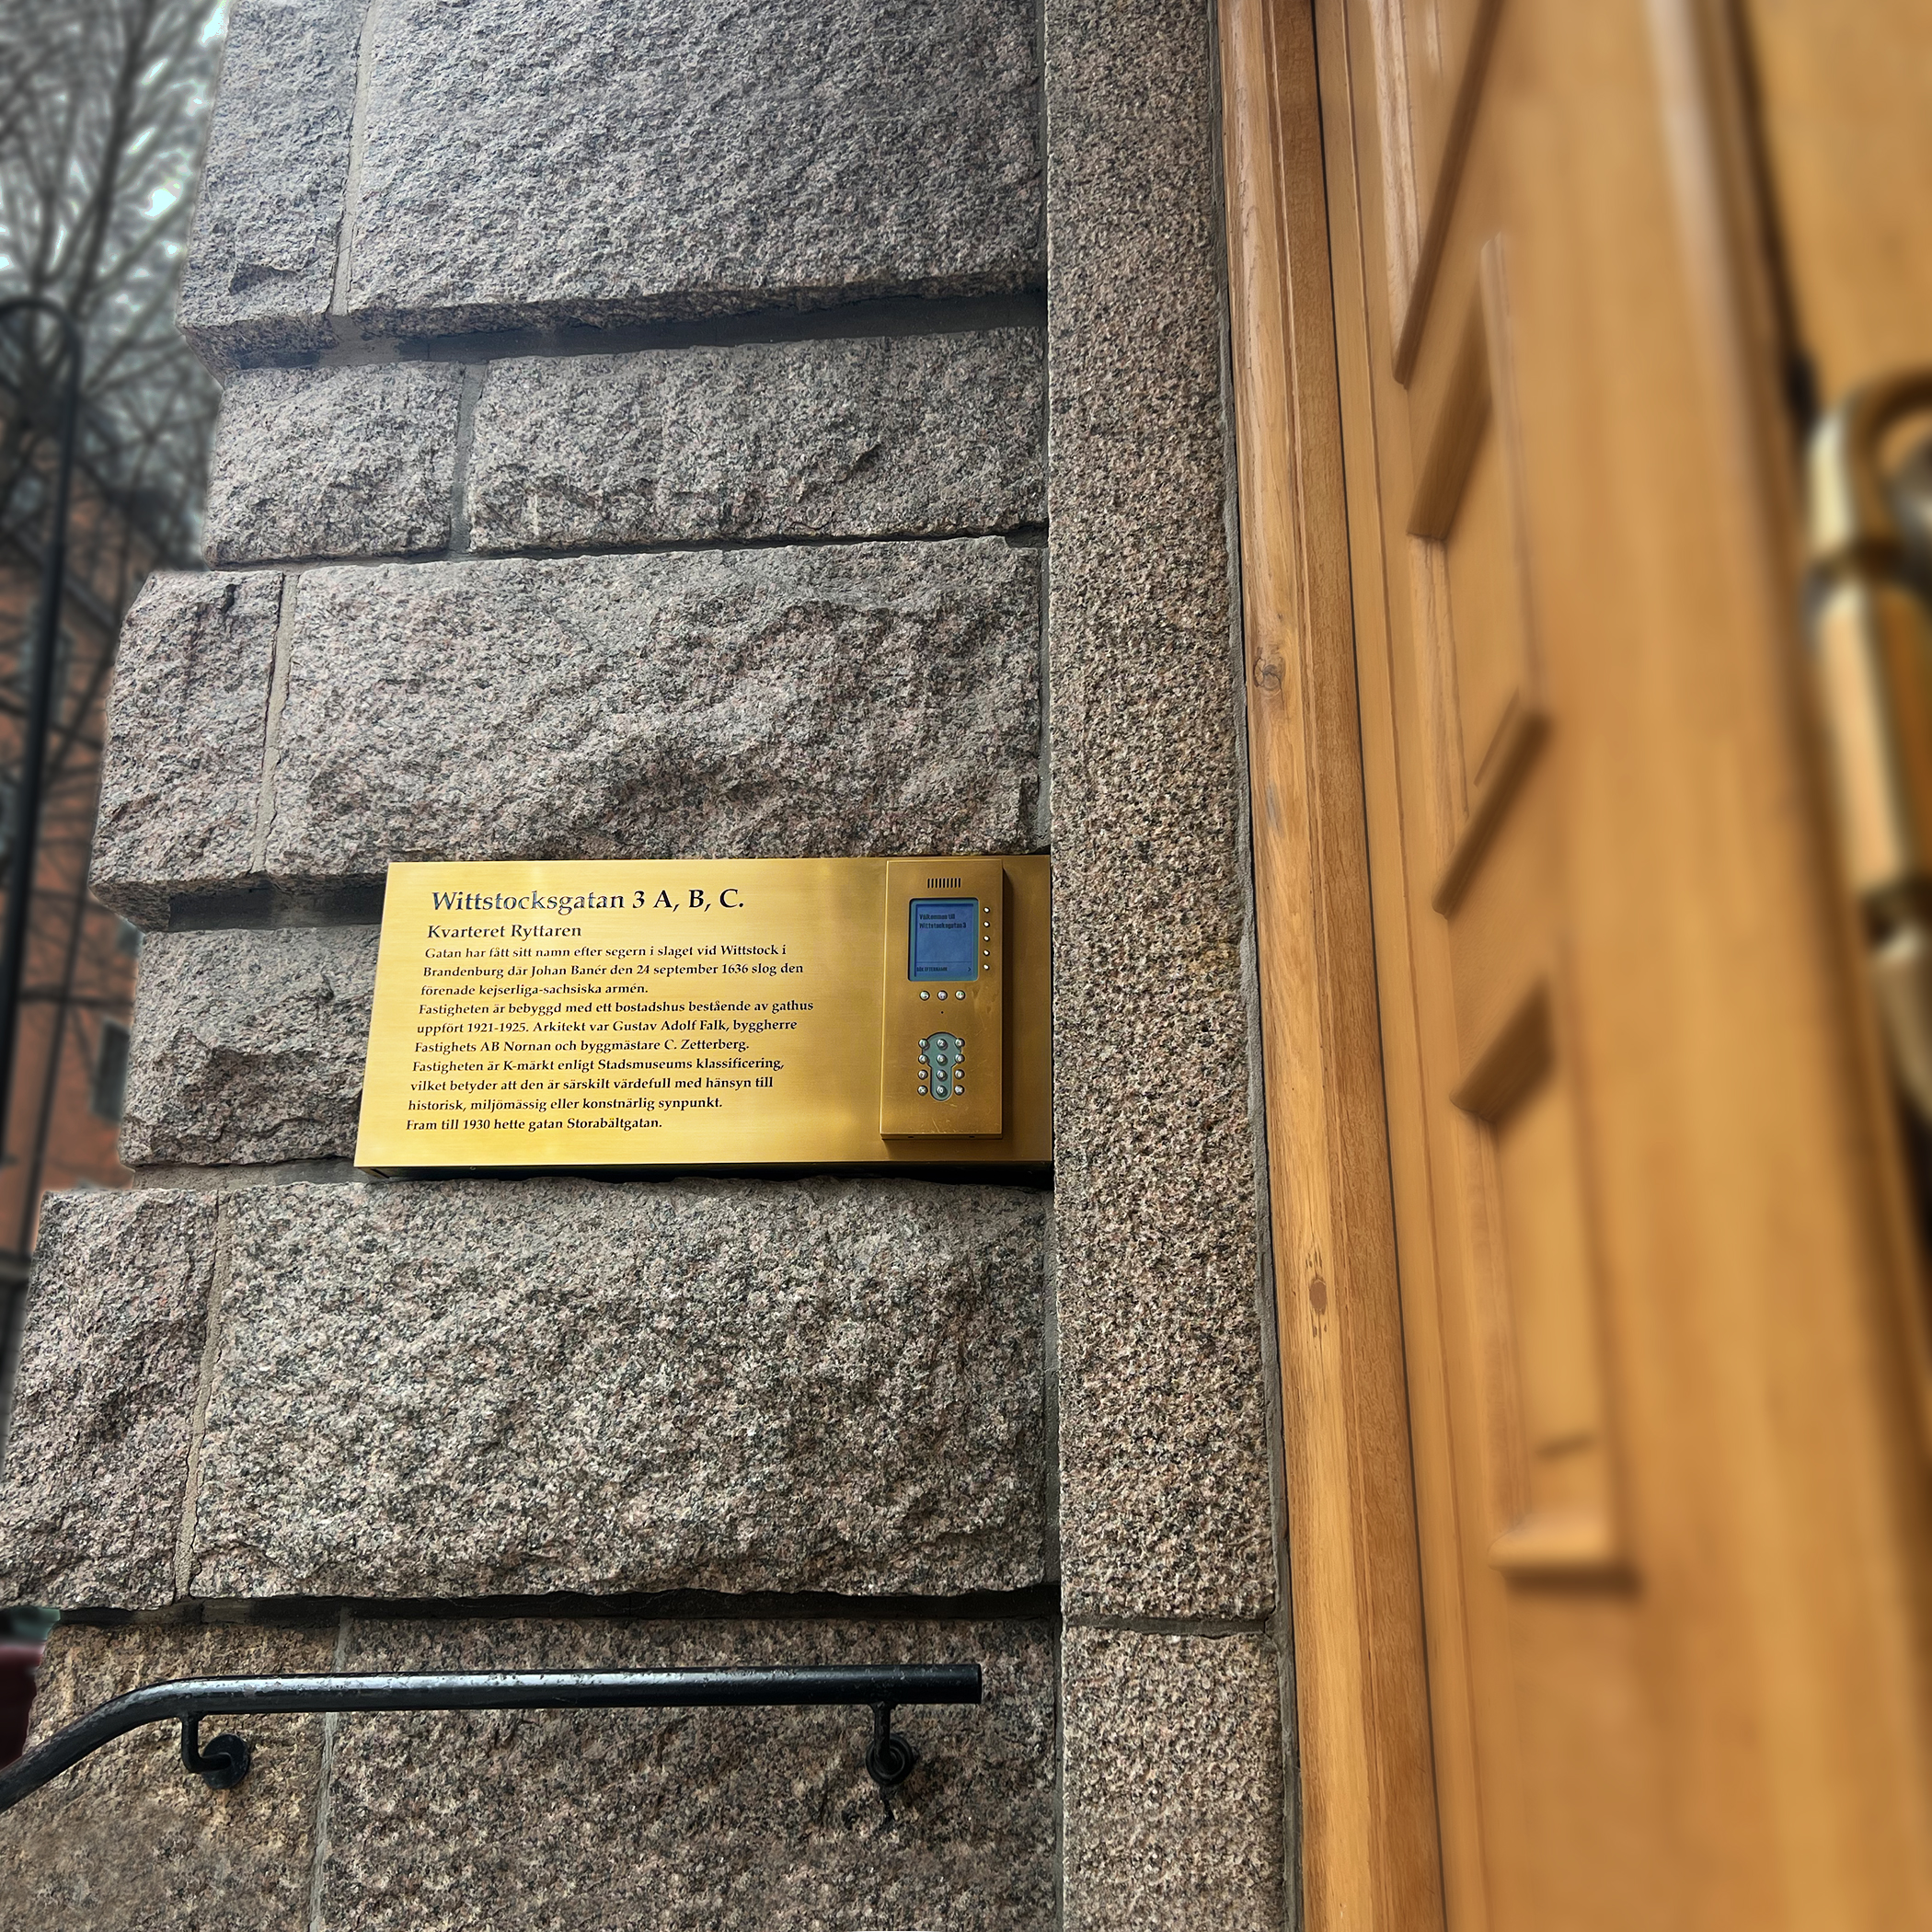 Wittstocksgatan 3 A, B, C.
Kvarteret Ryttaren
Gatan har fått sitt namn efter segern i slaget vid Wittstock i
Brandenburg där Johan Banér den 24 september 1636 slog den
förenade kejserliga-sachsiska armén.
Fastigheten är bebyggd med ett bostadshus bestående av gathus
uppfört 1921-1925. Arkitekt var Gustav Adolf Falk, byggherre
Fastighets AB Nornan och byggmästare C. Zetterberg.
Fastigheten är K-märkt enligt Stadsmuseums klassificering,
vilket betyder att den är särskilt värdefull med hänsyn till
historisk, miljömässig eller konstnärlig synpunkt.
Fram till 1930 hette gatan Storabältgatan.
Välkommen till
Wittstocksgatan 3